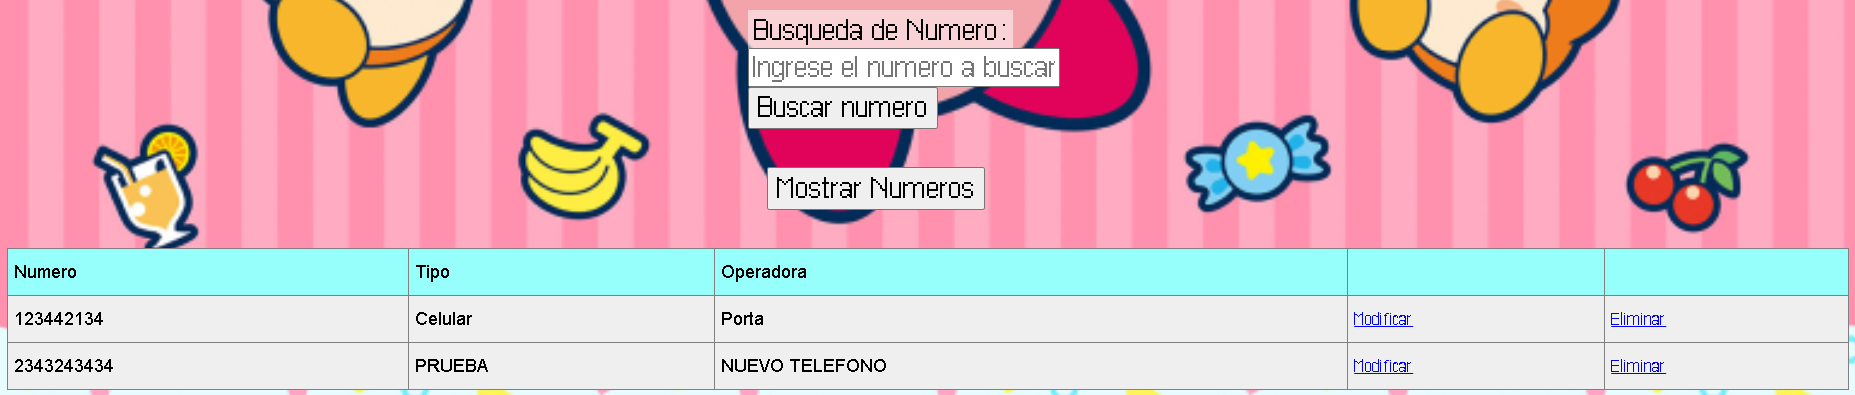 Busqueda de Numero:
Ingrese el numero a buscar
Buscar numero
Mostrar Numeros
Numero Tipo Operadora
123442134 Celular Porta Modificar Eliminar
2343243434 PRUEBA NUEVO TELEFONO Modificar Eliminar